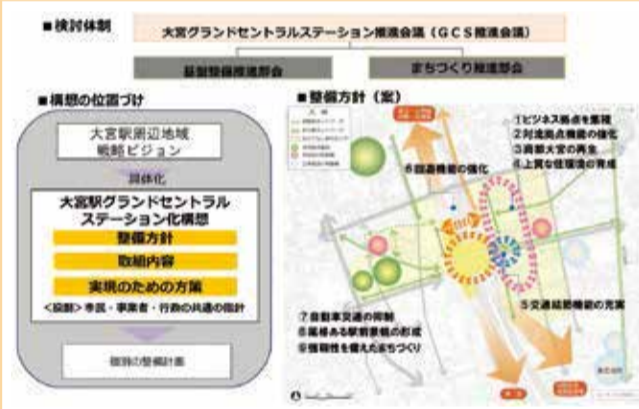 ■検討体制
大宮グランドセントラルステーション推進会議(GCS推進会議)
基盤整備推進部会
まちづくり推進部会
■構想の位置づけ
大宮駅周辺地域
戦略ビジョン
具体化
大宮駅グランドセントラル
ステーション化構想
整備方針
取組内容
実現のための方策
<役割>市民・事業者・行政の共通の指針
個別の整備計画
■整備方針(案)
①ビジネス拠点を集積
②対流拠点機能の強化
③商都大宮の再生
④上質な住環境の育成
⑥回遊機能の強化
⑤交通結節機能の充実
⑦自動車交通の抑制
⑧風格ある駅前景観の形成
⑨強靭性を備えたまちづくり